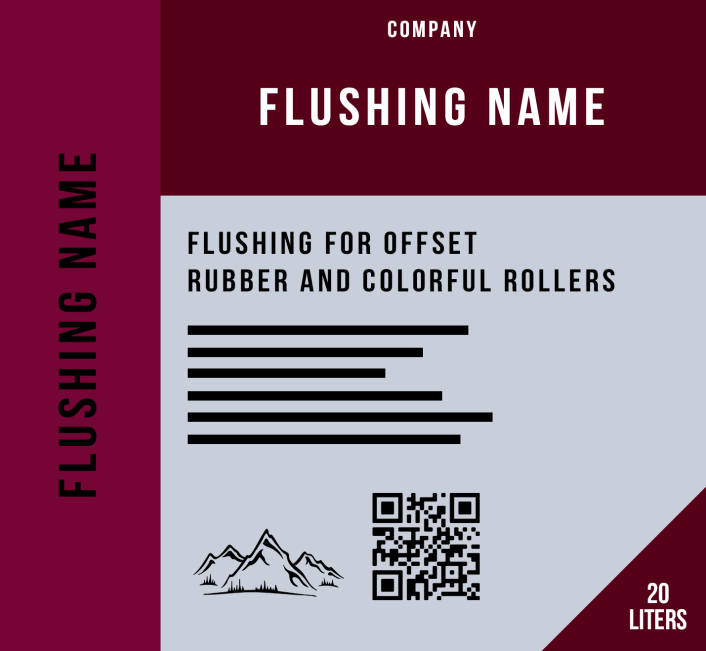 COMPANY
FLUSHING NAME
FLUSHING NAME
FLUSHING FOR OFFSET
RUBBER AND COLORFUL ROLLERS
20
LITERS